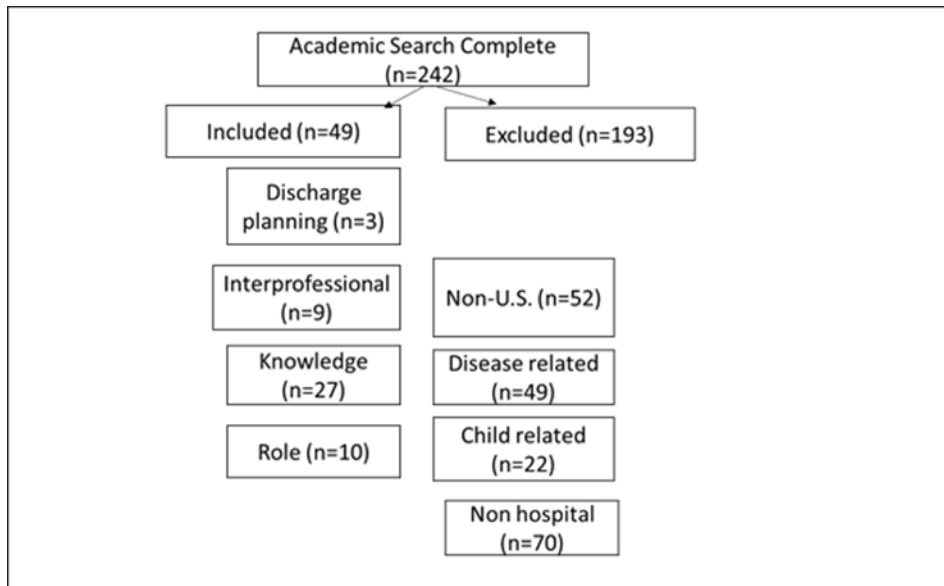 Academic Search Complete
(n=242)
Included (n=49)
Excluded (n=193)
Discharge
planning (n=3)
Interprofessional
(n=9)
Non-U.S. (n=52)
Knowledge
(n=27)
Disease related
(n=49)
Role (n=10)
Child related
(n=22)
Non hospital
(n=70)